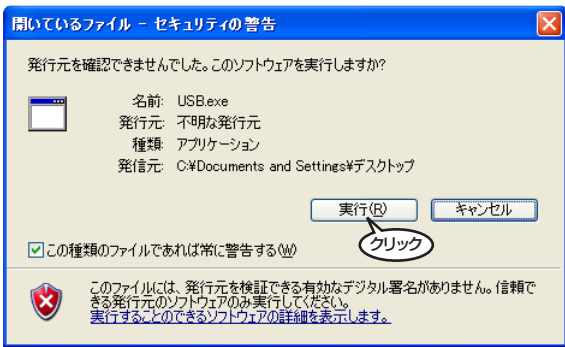 開いているファイル - セキュリティの警告
発行元を確認できませんでした。このソフトウェアを実行しますか?
名前: USB.exe
発行元: 不明な発行元
種類: アプリケーション
発信元: C:¥Documents and Settings¥デスクトップ
実行(R) キャンセル
クリック
この種類のファイルであれば常に警告する(W)
このファイルには、発行元を検証できる有効なデジタル署名がありません。信頼で
きる発行元のソフトウェアのみ実行してください。
実行することのできるソフトウェアの詳細を表示します。